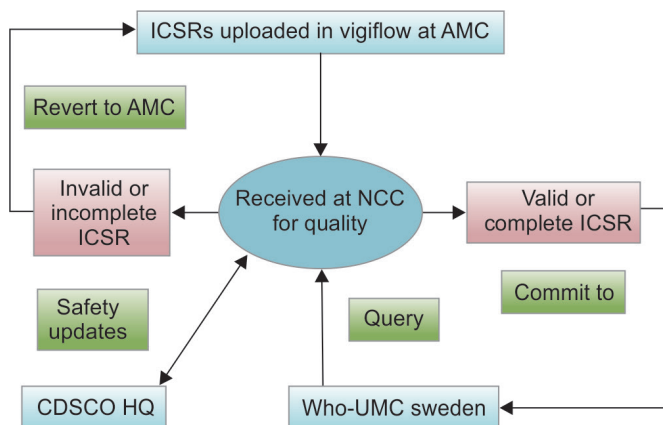 ICSRs uploaded in vigiflow at AMC
Revert to AMC
Invalid or
incomplete
ICSR
Received at NCC
for quality
Valid or
complete ICSR
Safety
updates
Query
Commit to
CDSCO HQ
Who-UMC sweden